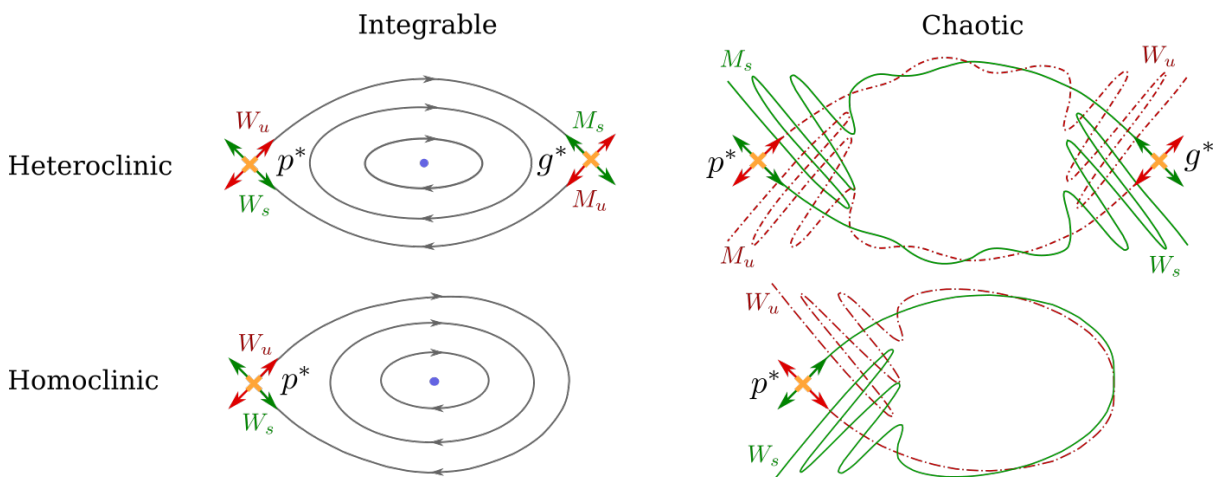 Integrable
Chaotic
Heteroclinic
W_u
p*
W_s
M_s
g*
M_u
M_s
p*
M_u
W_u
g*
W_s
Homoclinic
W_u
p*
W_s
W_u
p*
W_s